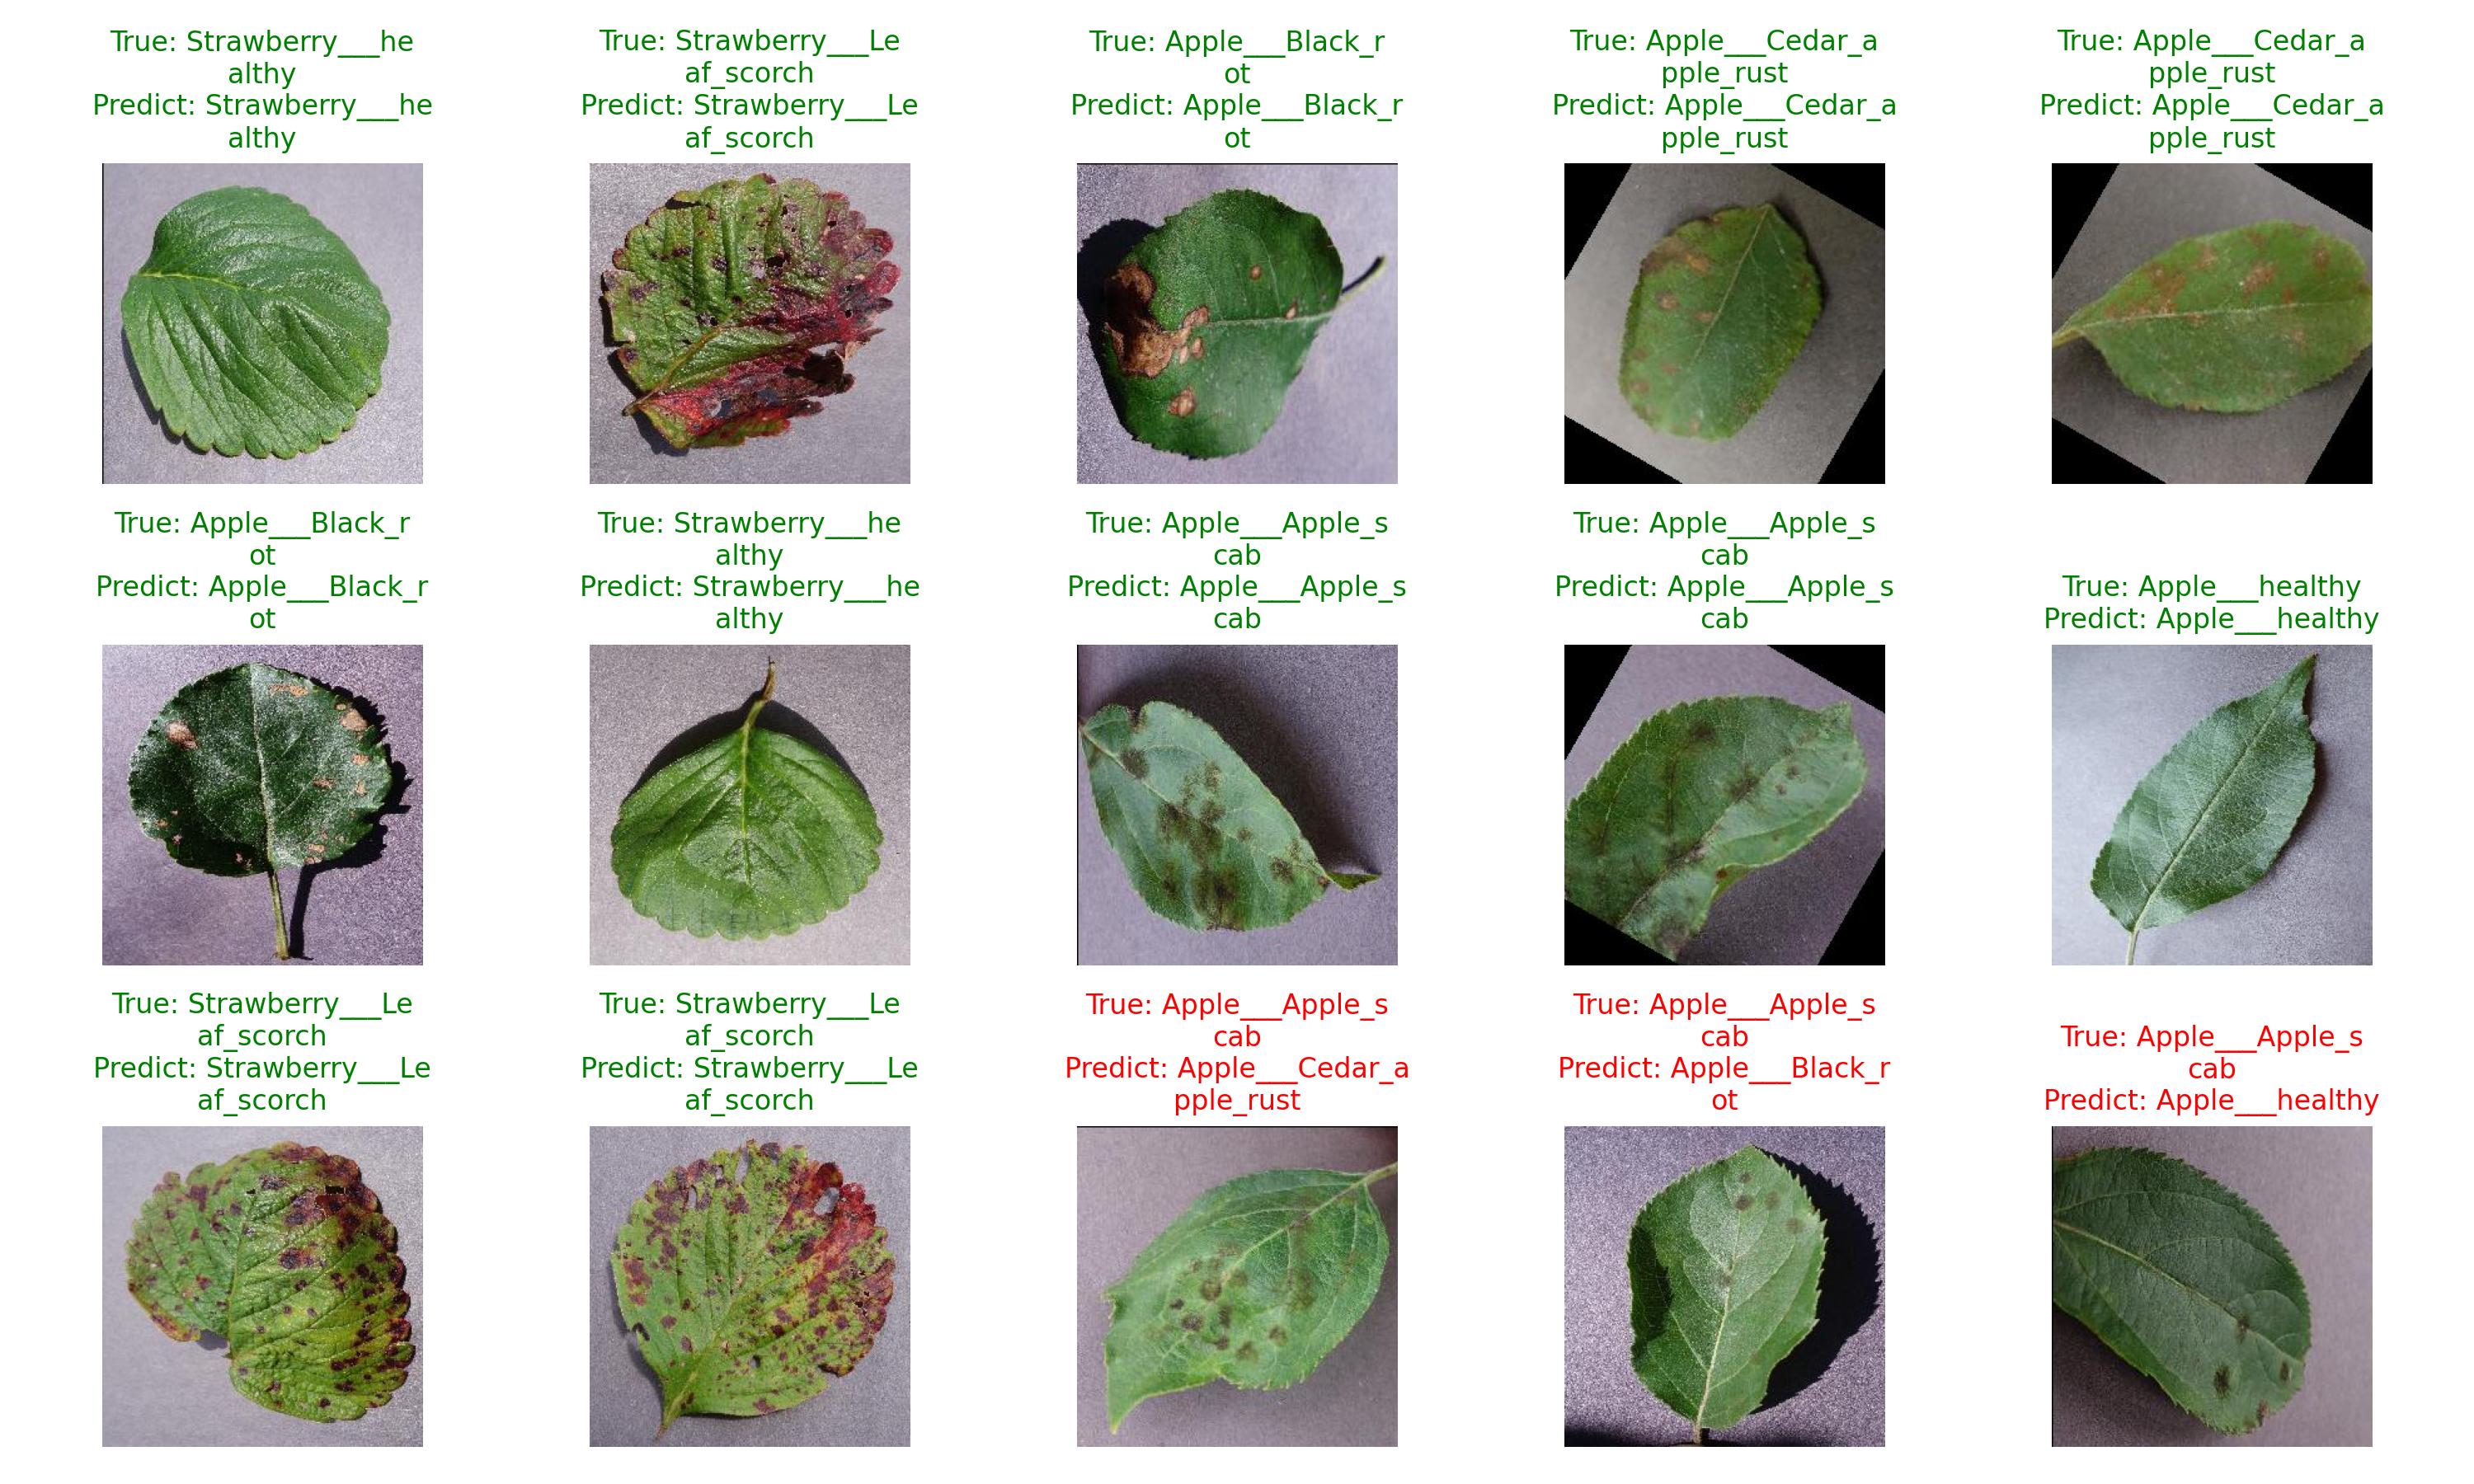 True: Strawberry___he
althy
Predict: Strawberry___he
althy
True: Strawberry___Le
af_scorch
Predict: Strawberry___Le
af_scorch
True: Apple___Black_r
ot
Predict: Apple___Black_r
ot
True: Apple___Cedar_a
pple_rust
Predict: Apple___Cedar_a
pple_rust
True: Apple___Cedar_a
pple_rust
Predict: Apple___Cedar_a
pple_rust
True: Apple___Black_r
ot
Predict: Apple___Black_r
ot
True: Strawberry___he
althy
Predict: Strawberry___he
althy
True: Apple___Apple_s
cab
Predict: Apple___Apple_s
cab
True: Apple___Apple_s
cab
Predict: Apple___Apple_s
cab
True: Apple___healthy
Predict: Apple___healthy
True: Strawberry___Le
af_scorch
Predict: Strawberry___Le
af_scorch
True: Strawberry___Le
af_scorch
Predict: Strawberry___Le
af_scorch
True: Apple___Apple_s
cab
Predict: Apple___Cedar_a
pple_rust
True: Apple___Apple_s
cab
Predict: Apple___Black_r
ot
True: Apple___Apple_s
cab
Predict: Apple___healthy